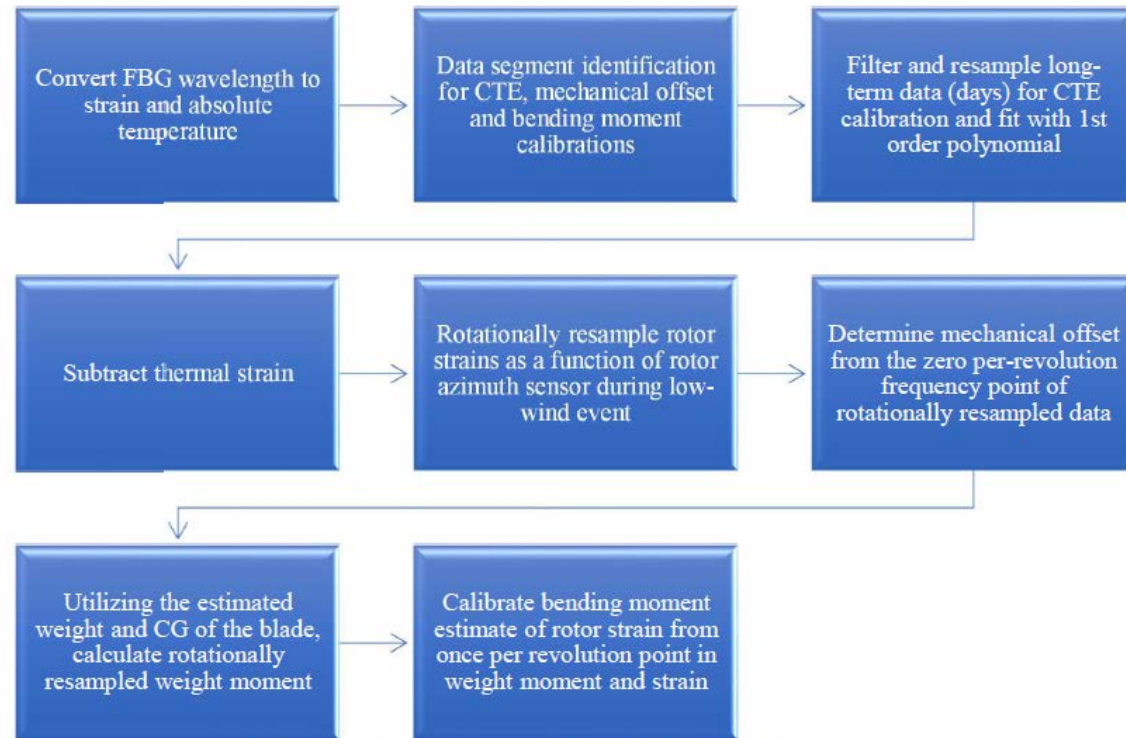 Convert FBG wavelength to
strain and absolute
temperature
Data segment identification
for CTE, mechanical offset
and bending moment
calibrations
Filter and resample long-
term data (days) for CTE
calibration and fit with 1st
order polynomial
Subtract thermal strain
Rotationally resample rotor
strains as a function of rotor
azimuth sensor during low-
wind event
Determine mechanical offset
from the zero per-revolution
frequency point of
rotationally resampled data
Utilizing the estimated
weight and CG of the blade,
calculate rotationally
resampled weight moment
Calibrate bending moment
estimate of rotor strain from
once per revolution point in
weight moment and strain